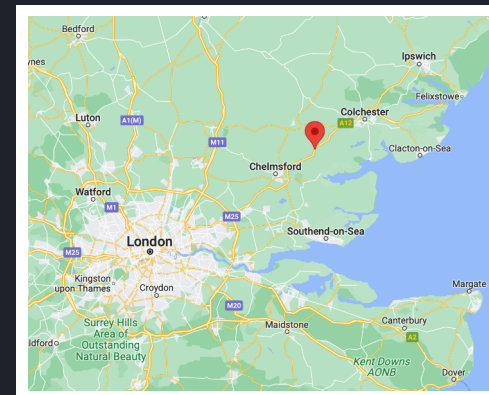 Bedford
Ipswich
ynes
Felixstowe
Colchester
Luton
A1(M)
A12
M11
Clacton-on-Sea
Chelmsford
Watford
M1
M25
Southend-on-Sea
London
M25
Kingston
upon Thames
Croydon
Margate
M20
Surrey Hills
Area of
Outstanding
Natural Beauty
Maidstone
Canterbury
A2
ldford
Kent Downs
AONB
Dover